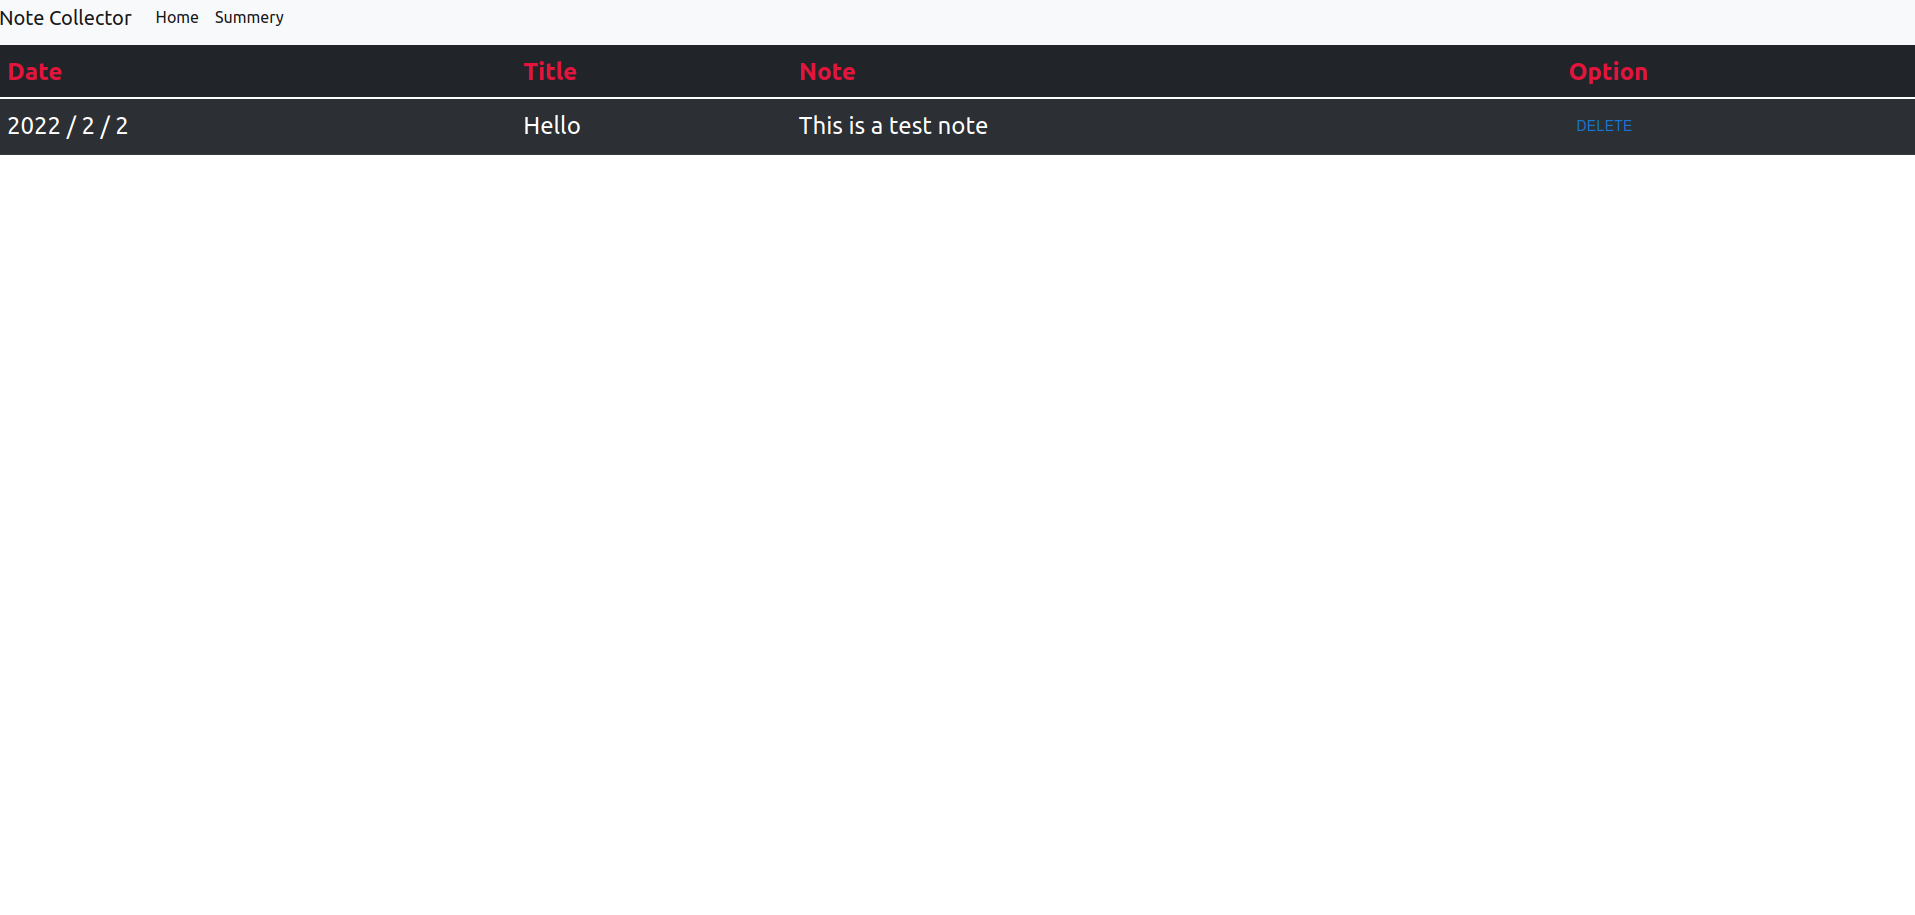 Note Collector Home Summery
Date Title Note Option
2022 / 2 / 2 Hello This is a test note DELETE